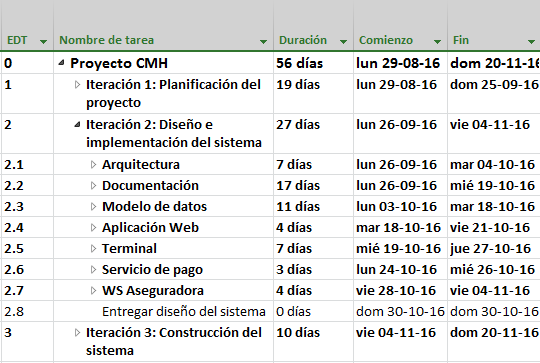 EDT Nombre de tarea Duración Comienzo Fin
0 Proyecto CMH 56 días lun 29-08-16 dom 20-11-16
1 Iteración 1: Planificación del 19 días lun 29-08-16 dom 25-09-16
proyecto
2 Iteración 2: Diseño e 27 días lun 26-09-16 vie 04-11-16
implementación del sistema
2.1 Arquitectura 7 días lun 26-09-16 mar 04-10-16
2.2 Documentación 17 días lun 26-09-16 mié 19-10-16
2.3 Modelo de datos 11 días lun 03-10-16 mar 18-10-16
2.4 Aplicación Web 4 días mar 18-10-16 vie 21-10-16
2.5 Terminal 7 días mié 19-10-16 jue 27-10-16
2.6 Servicio de pago 3 días lun 24-10-16 mié 26-10-16
2.7 WS Aseguradora 4 días vie 28-10-16 vie 04-11-16
2.8 Entregar diseño del sistema 0 días dom 30-10-16 dom 30-10-16
3 Iteración 3: Construcción del 10 días vie 04-11-16 dom 20-11-16
sistema